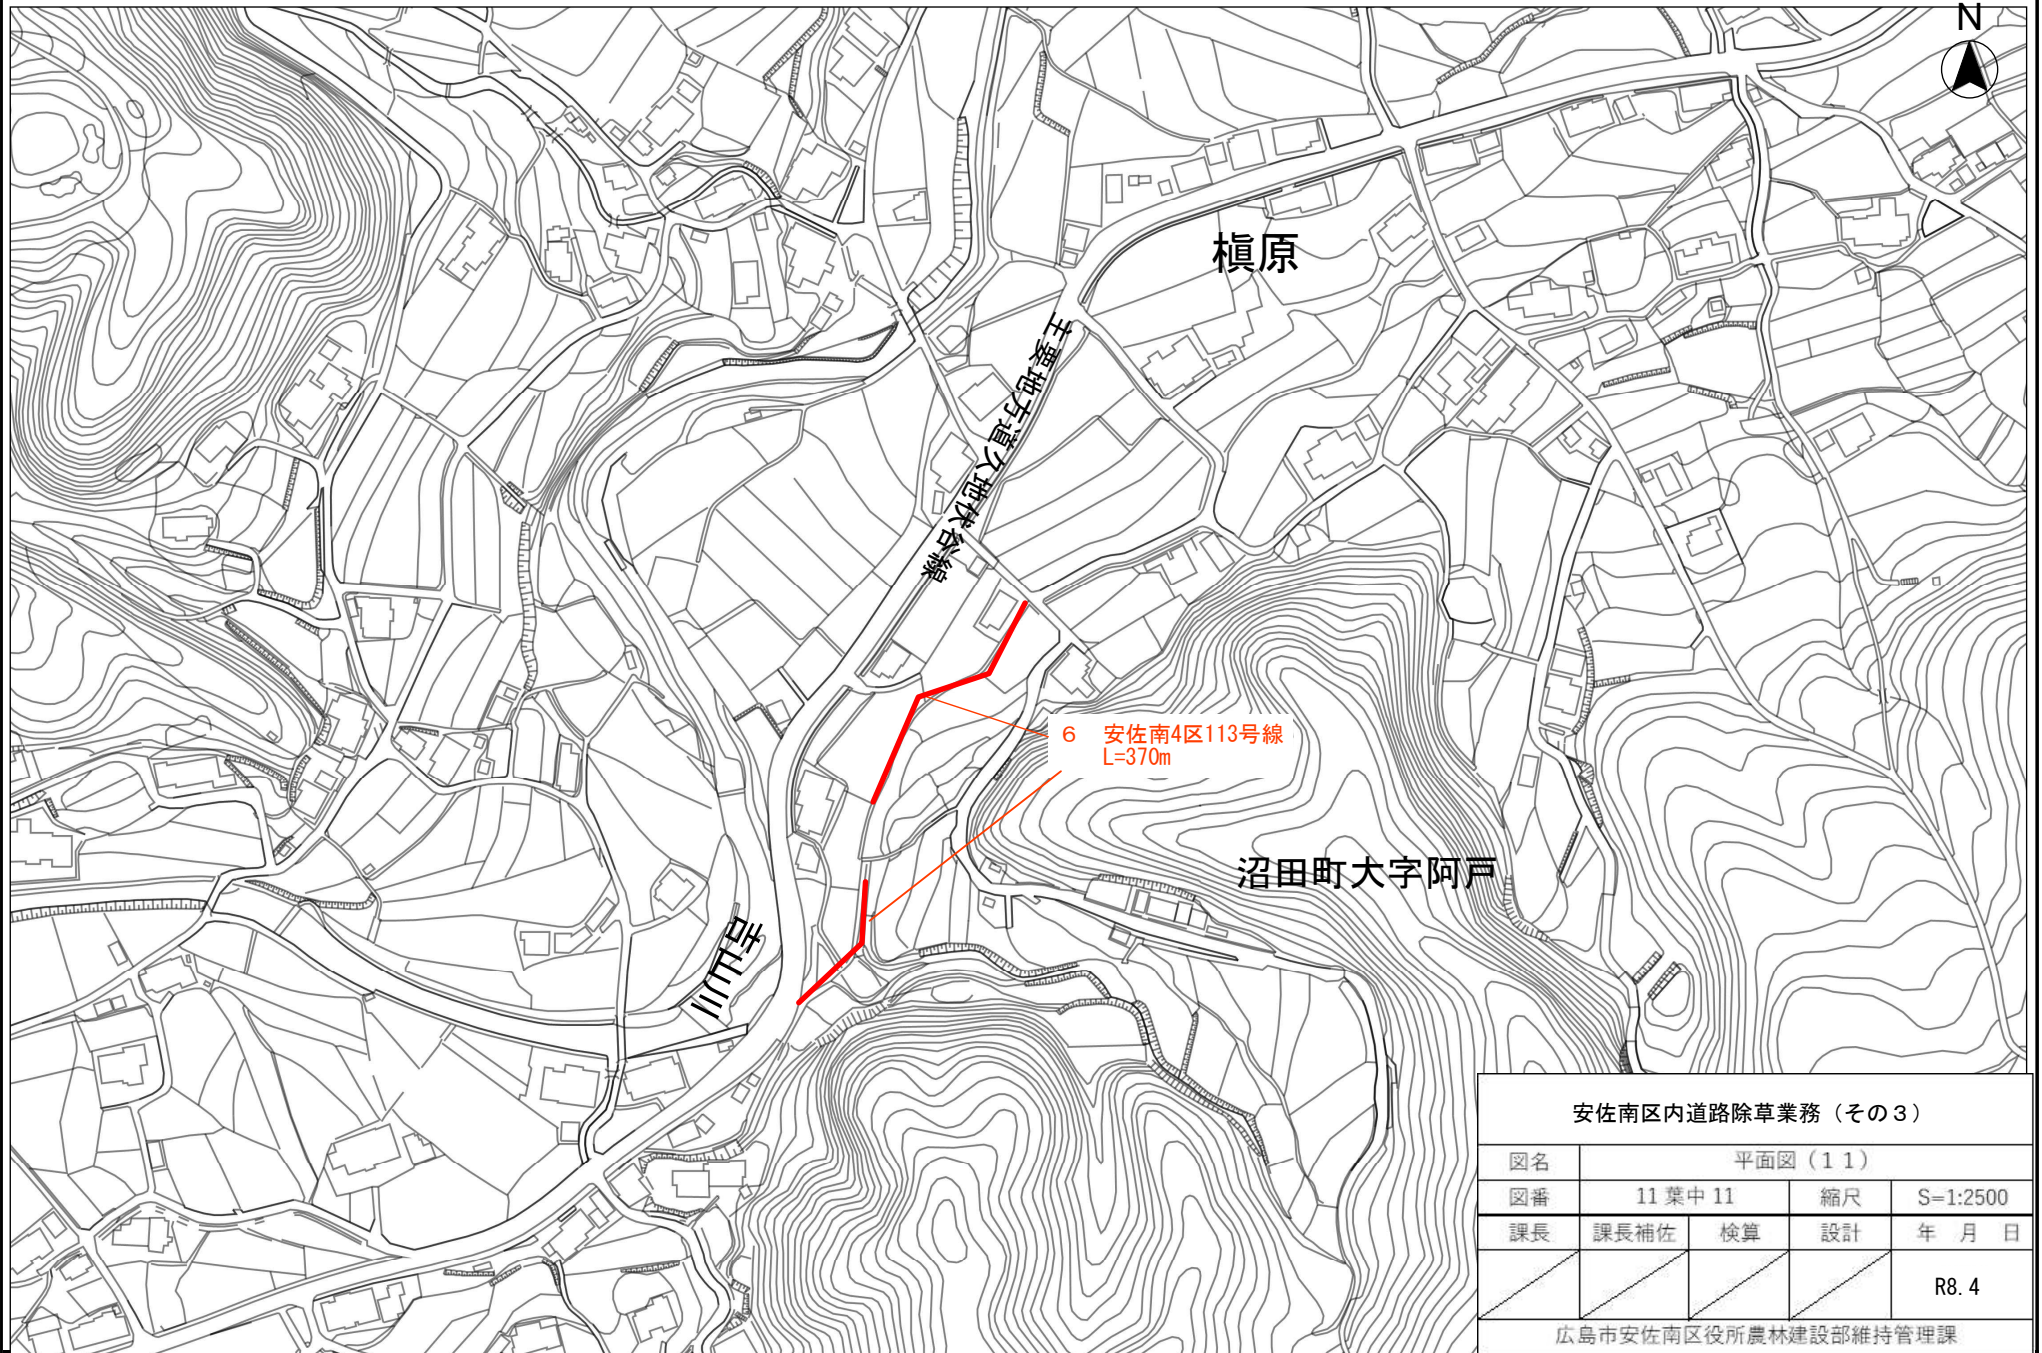 N
槇原
主要地方道久地伏谷線
6 安佐南4区113号線
L=370m
沼田町大字阿戸
吉山川
安佐南区内道路除草業務（その３）
図名 平面図（１１）
図番 11 葉中 11 縮尺 S=1:2500
課長 課長補佐 検算 設計 年 月 日
R8.4
広島市安佐南区役所農林建設部維持管理課